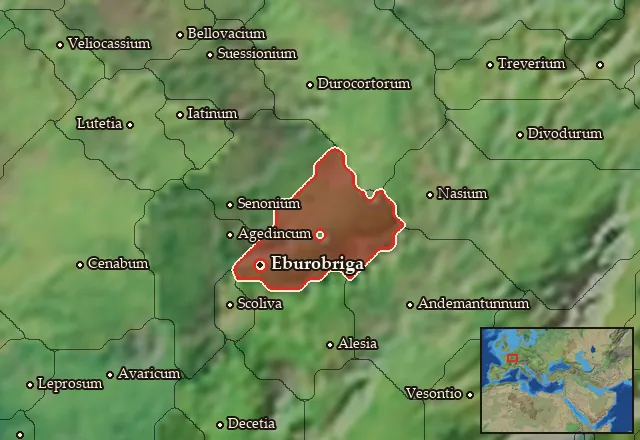 Bellovacium
Veliocassium
Suessionium
Treverium
Durocortorum
Iatinum
Lutetia
Divodurum
Nasium
Senonium
Agedincum
Cenabum
Eburobriga
Scoliva
Andemantunnum
Alesia
Avaricum
Leprosum
Vesontio
Decetia